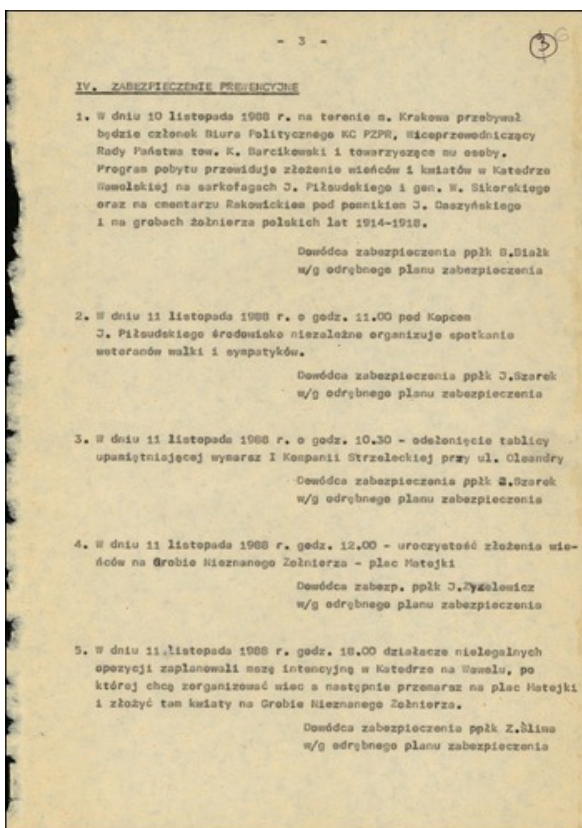 - 3 -
3
IV. ZABEZPIECZENIE PREWENCYJNE
1. W dniu 10 listopada 1988 r. na terenie m. Krakowa przebywał
będzie członek Biura Politycznego KC PZPR, Wiceprzewodniczący
Rady Państwa tow. K. Barcikowski i towarzyszące mu osoby.
Program pobytu przewiduje złożenie wieńców i kwiatów w Katedrze
Wawelskiej na sarkofagach J. Piłsudskiego i gen. W. Sikorskiego
oraz na cmentarzu Rakowickiem pod pomnikiem J. Daszyńskiego
i na grobach żołnierza polskich lat 1914-1918.
Dowódca zabezpieczenia ppłk S.Białk
w/g odrębnego planu zabezpieczenia
2. W dniu 11 listopada 1988 r. o godz. 11.00 pod Kopcem
J. Piłsudskiego środowisko niezależne organizuje spotkanie
weteranów walki i sympatyków.
Dowódca zabezpieczenia ppłk J.Szarek
w/g odrębnego planu zabezpieczenia
3. W dniu 11 listopada 1988 r. o godz. 10.30 - odsłonięcie tablicy
upamiętniającej wymarsz I Kompanii Strzeleckiej przy ul. Oleandry
Dowódca zabezpieczenia ppłk J.Szarek
w/g odrębnego planu zabezpieczenia
4. W dniu 11 listopada 1988 r. godz. 12.00 - uroczystość złożenia wie-
ńców na Grobie Nieznanego Żołnierza - plac Matejki
Dowódca zabezp. ppłk J.Zyzelewicz
w/g odrębnego planu zabezpieczenia
5. W dniu 11 listopada 1988 r. godz. 18.00 działacze nielegalnych
opozycji zaplanowali mszę intencyjną w Katedrze na Wawelu, po
której chcą zorganizować wiec a następnie przemarsz na plac Matejki
i złożyć tam kwiaty na Grobie Nieznanego Żołnierza.
Dowódca zabezpieczenia ppłk Z.Śliwa
w/g odrębnego planu zabezpieczenia